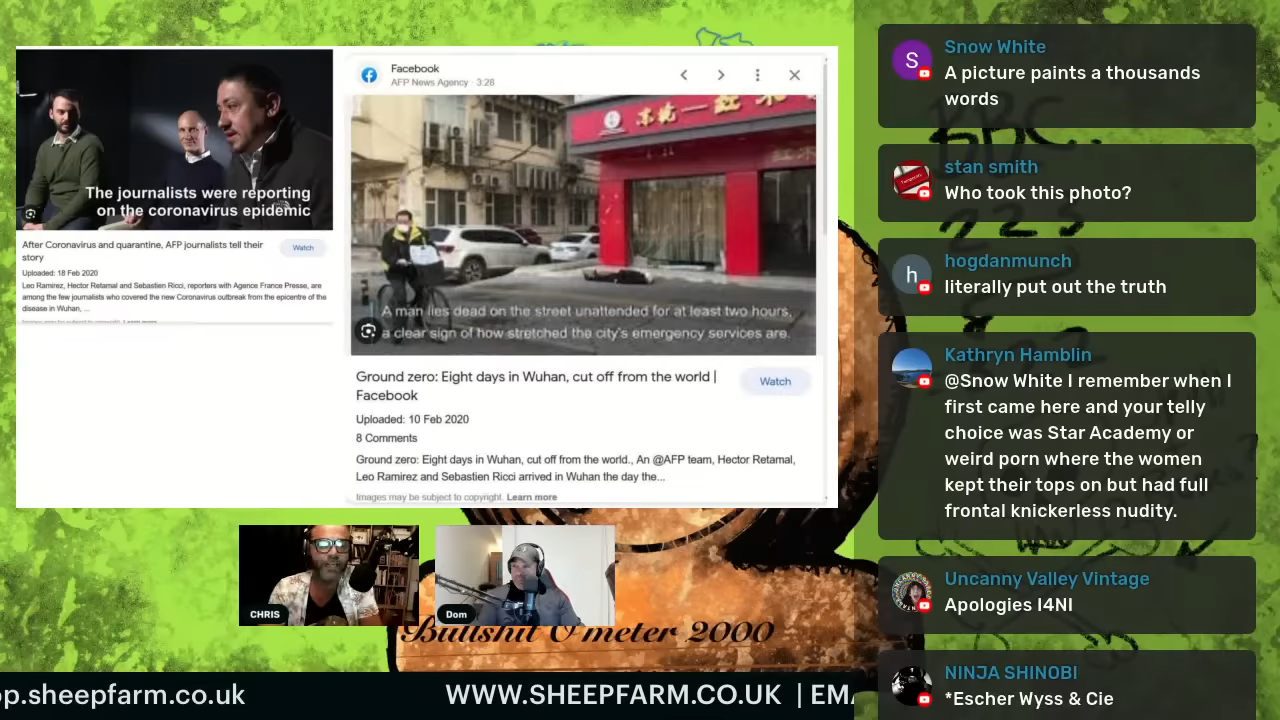 The journalists were reporting
on the coronavirus epidemic
After Coronavirus and quarantine, AFP journalists tell their
story
Watch
Uploaded: 18 Feb 2020
Leo Ramirez, Hector Retamal and Sebastien Ricci, reporters with Agence France Presse, are
among the few journalists who covered the new Coronavirus outbreak from the epicentre of the
disease in Wuhan, ...
Facebook
AFP News Agency · 3:28
A man lies dead on the street unattended for at least two hours,
a clear sign of how stretched the city's emergency services are.
Ground zero: Eight days in Wuhan, cut off from the world |
Facebook
Watch
Uploaded: 10 Feb 2020
8 Comments
Ground zero: Eight days in Wuhan, cut off from the world., An @AFP team, Hector Retamal,
Leo Ramirez and Sebastien Ricci arrived in Wuhan the day the...
Images may be subject to copyright. Learn more
CHRIS
Dom
Bullshit O meter 2000
op.sheepfarm.co.uk
WWW.SHEEPFARM.CO.UK | EMA
Snow White
A picture paints a thousands
words
stan smith
Who took this photo?
hogdanmunch
literally put out the truth
Kathryn Hamblin
@Snow White I remember when I
first came here and your telly
choice was Star Academy or
weird porn where the women
kept their tops on but had full
frontal knickerless nudity.
Uncanny Valley Vintage
Apologies I4NI
NINJA SHINOBI
*Escher Wyss & Cie